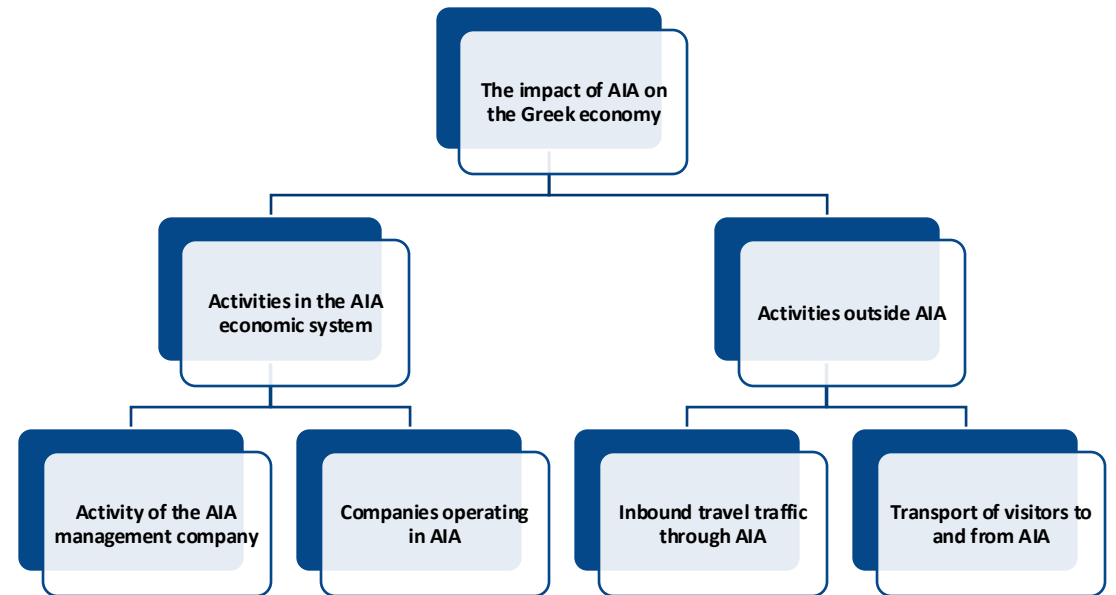 The impact of AIA on
the Greek economy
Activities in the AIA
economic system
Activities outside AIA
Activity of the AIA
management company
Companies operating
in AIA
Inbound travel traffic
through AIA
Transport of visitors to
and from AIA